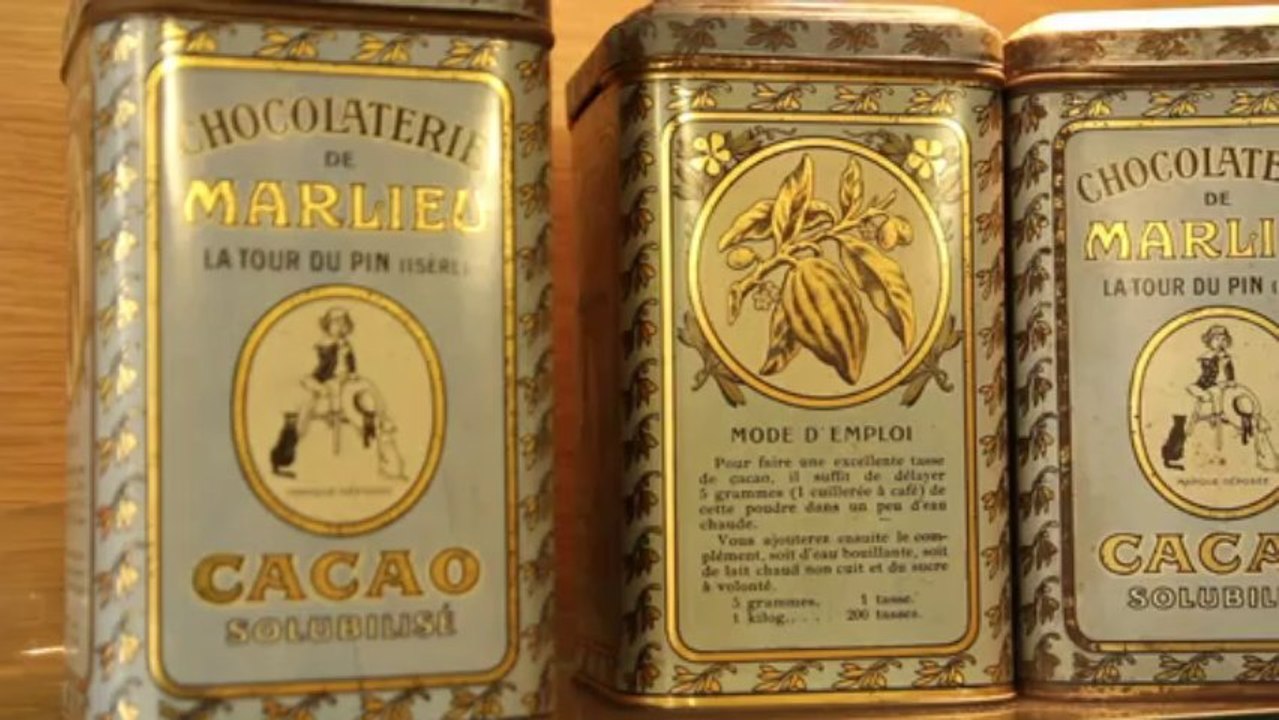 CHOCOLATERIE
DE
MARLIEU
LA TOUR DU PIN (ISÈRE)
CACAO
SOLUBILISÉ
MODE D'EMPLOI
Pour faire une excellente tasse
de cacao, il suffit de délayer
5 grammes (1 cuillerée à café) de
cette poudre dans un peu d'eau
chaude.
Vous ajouterez ensuite le com-
plément, soit d'eau bouillante, soit
de lait chaud non cuit et du sucre
à volonté.
5 grammes. 1 tasse.
1 kilog.... 200 tasses.
CHOCOLATE
DE
MARLI
LA TOUR DU PIN (
MARQUE DÉPOSÉE
CACA
SOLUBIL